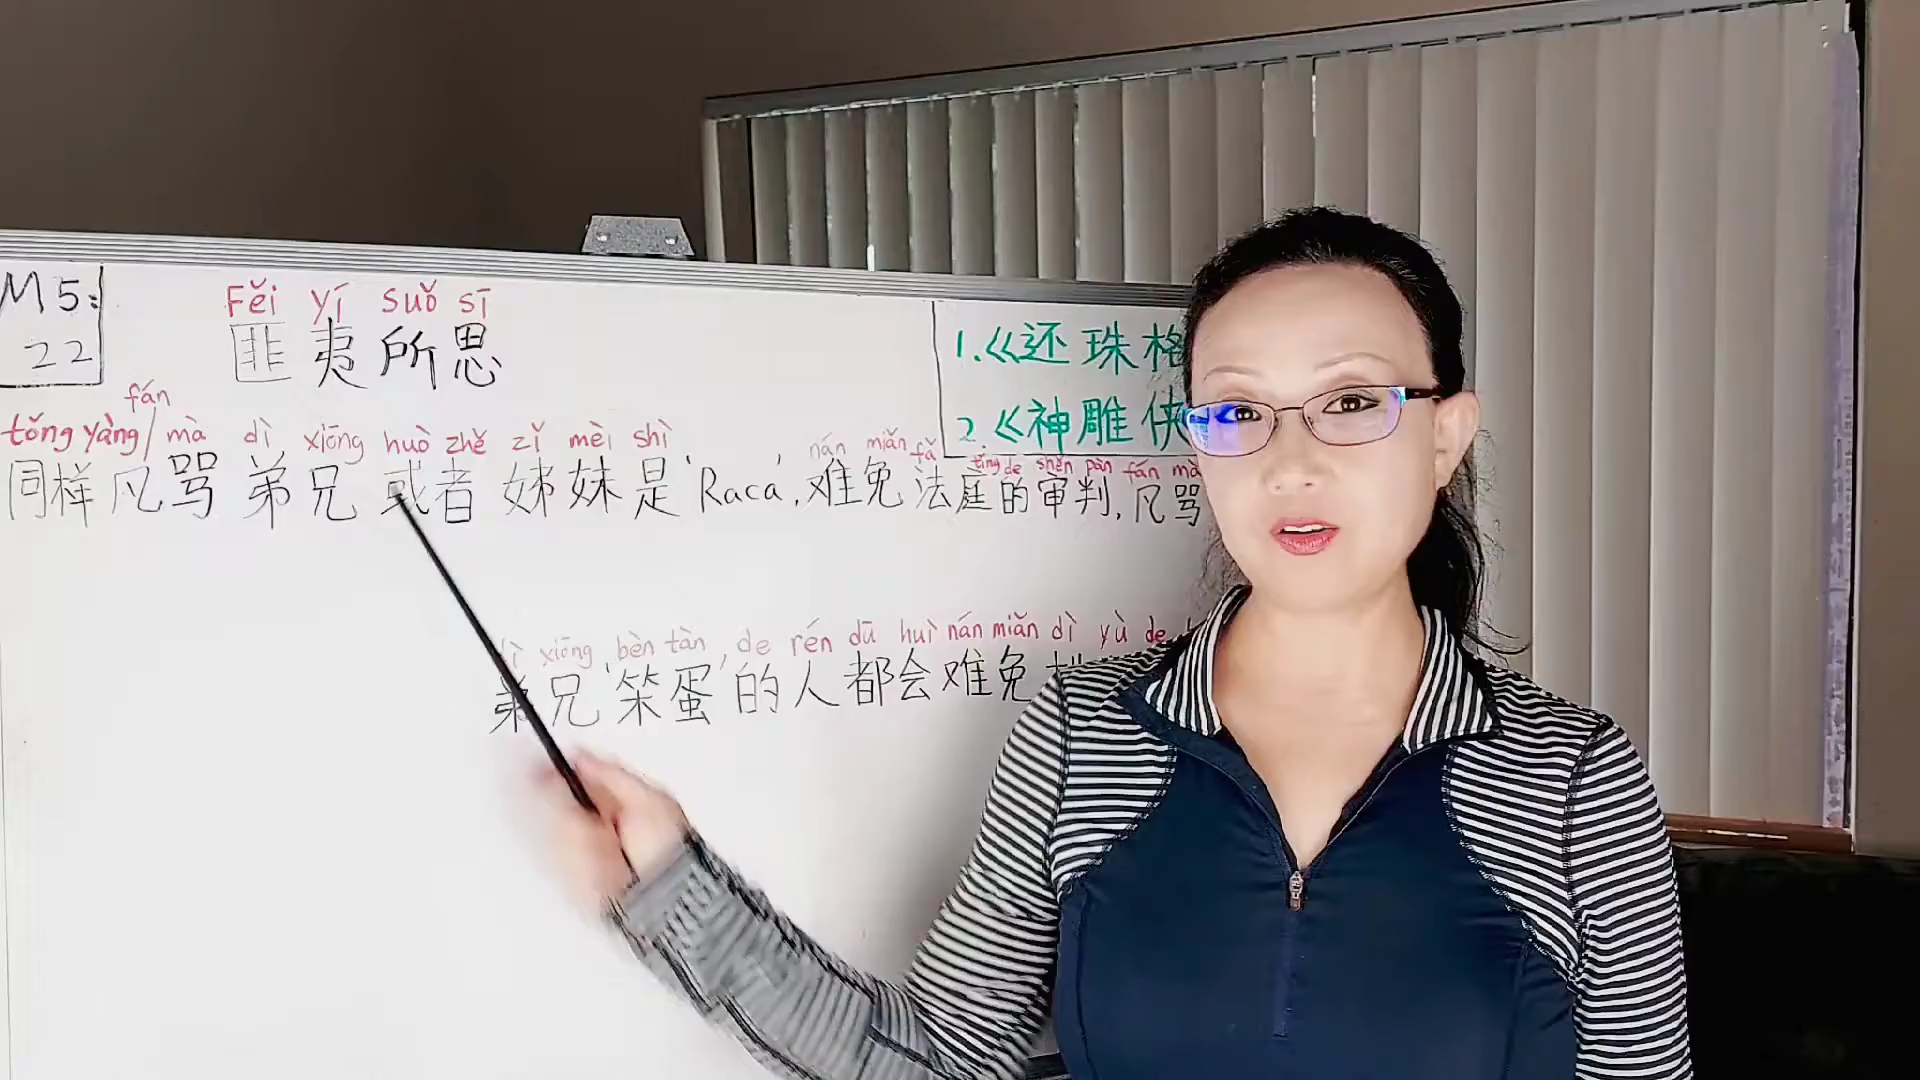 M 5:
22
Fěi yí suǒ sī
匪夷所思
1.《还珠格
2.《神雕侠
fán
tǒng yàng/ mà dì xiōng huò zhě zǐ mèi shì nán miǎn fǎ tíng de shěn pàn fán mà
同样凡骂弟兄或者姊妹是'Raca',难免法庭的审判,凡骂
dì xiōng bèn tàn de rén dū huì nán miǎn dì yù de
弟兄'笨蛋'的人都会难免